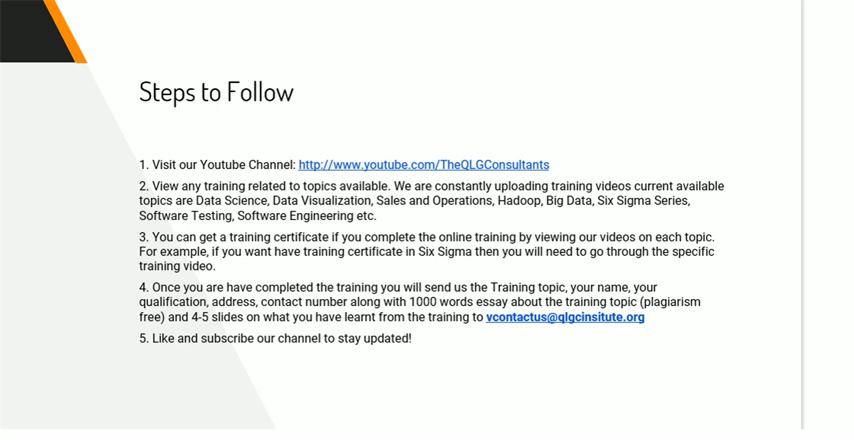 Steps to Follow
1. Visit our Youtube Channel: http://www.youtube.com/TheQLGConsultants
2. View any training related to topics available. We are constantly uploading training videos current available
topics are Data Science, Data Visualization, Sales and Operations, Hadoop, Big Data, Six Sigma Series,
Software Testing, Software Engineering etc.
3. You can get a training certificate if you complete the online training by viewing our videos on each topic.
For example, if you want have training certificate in Six Sigma then you will need to go through the specific
training video.
4. Once you are have completed the training you will send us the Training topic, your name, your
qualification, address, contact number along with 1000 words essay about the training topic (plagiarism
free) and 4-5 slides on what you have learnt from the training to vcontactus@qlgcinsitute.org
5. Like and subscribe our channel to stay updated!